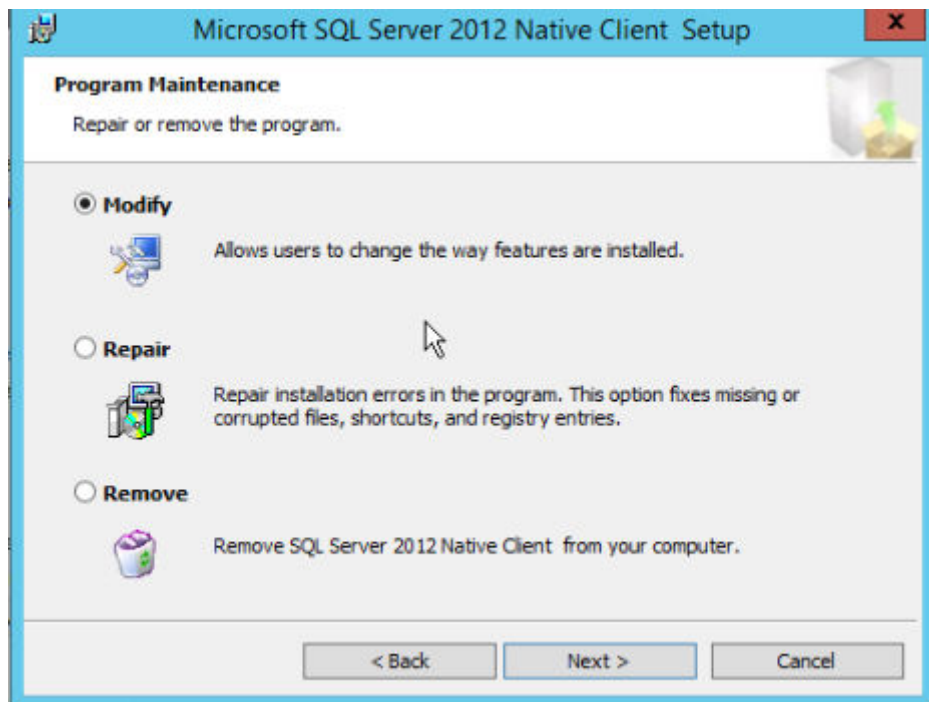 Microsoft SQL Server 2012 Native Client Setup
x
Program Maintenance
Repair or remove the program.
Modify
Allows users to change the way features are installed.
Repair
Repair installation errors in the program. This option fixes missing or
corrupted files, shortcuts, and registry entries.
Remove
Remove SQL Server 2012 Native Client from your computer.
< Back
Next >
Cancel